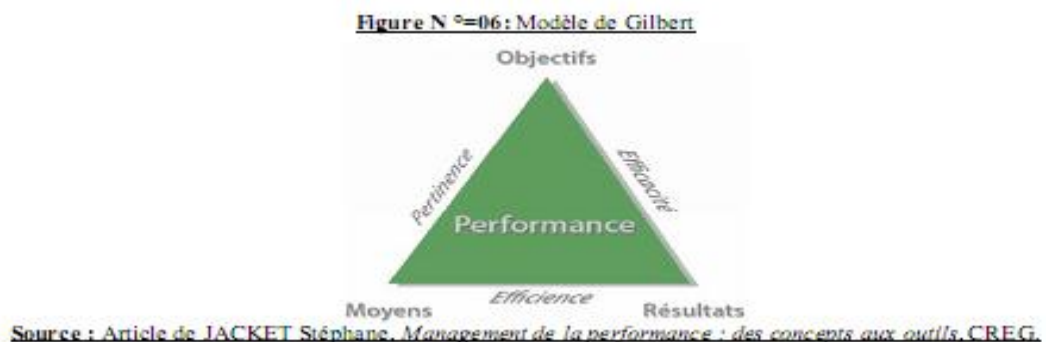 Figure N °=06: Modèle de Gilbert
Objectifs
Pertinence
Efficacité
Performance
Efficience
Moyens
Résultats
Source : Article de JACKET Stéphane, Management de la performance : des concepts aux outils, CREG.